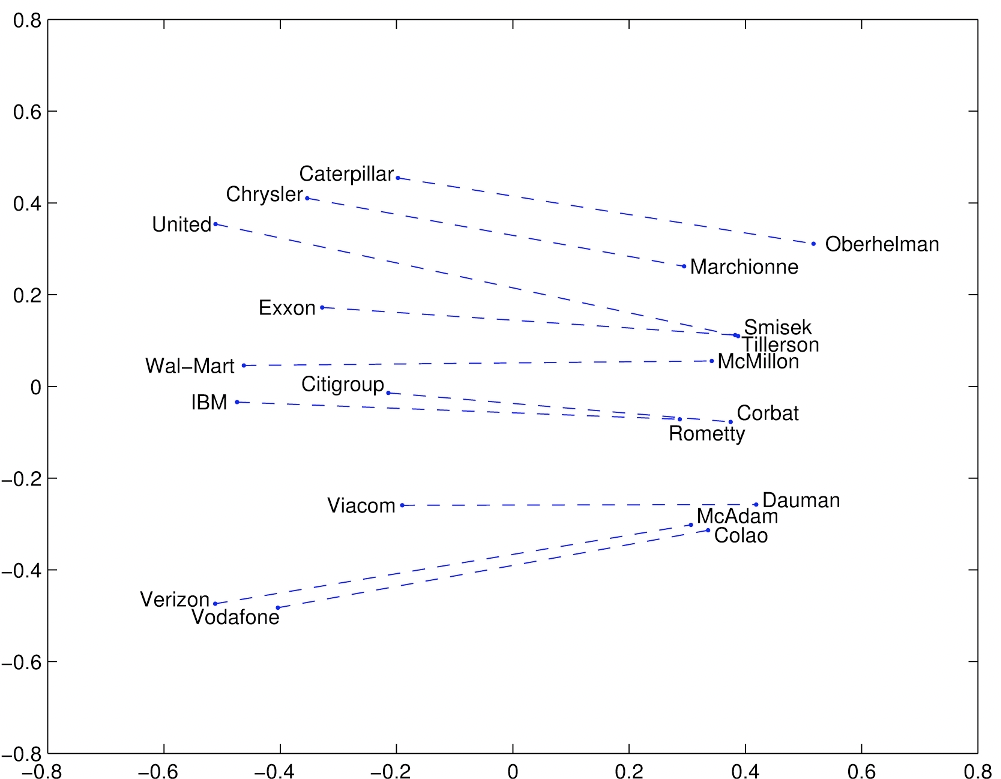 0.8
0.6
0.4
0.2
0
−0.2
−0.4
−0.6
−0.8
Caterpillar
Oberhelman
Chrysler
Marchionne
United
Smisek
Exxon
Tillerson
Wal−Mart
McMillon
Citigroup
Corbat
IBM
Rometty
Viacom
Dauman
McAdam
Colao
Verizon
Vodafone
−0.8 −0.6 −0.4 −0.2 0 0.2 0.4 0.6 0.8